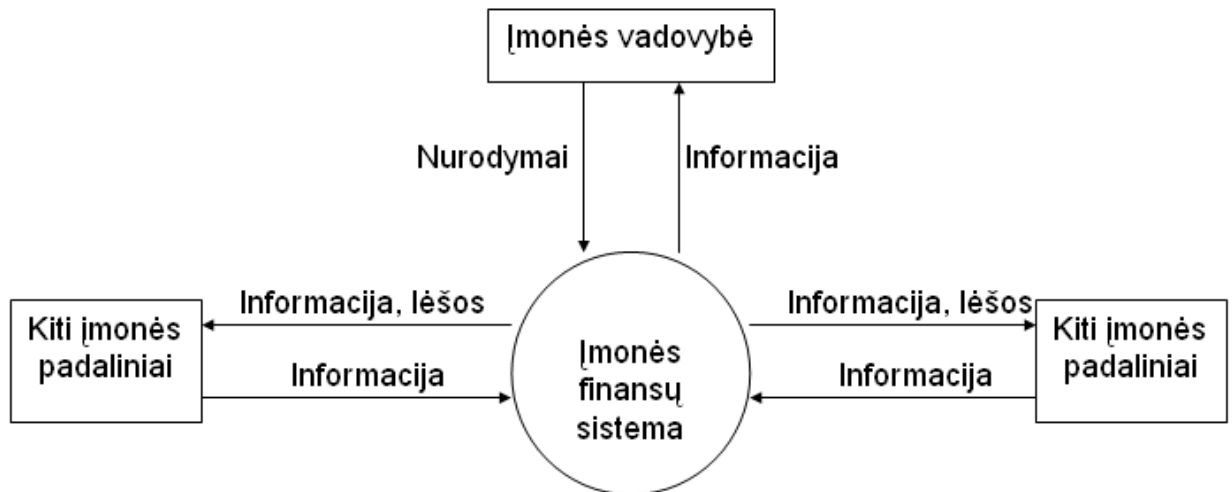 Įmonės vadovybė
Nurodymai
Informacija
Informacija, lėšos
Informacija, lėšos
Kiti įmonės
padaliniai
Kiti įmonės
padaliniai
Informacija
Informacija
Įmonės
finansų
sistema